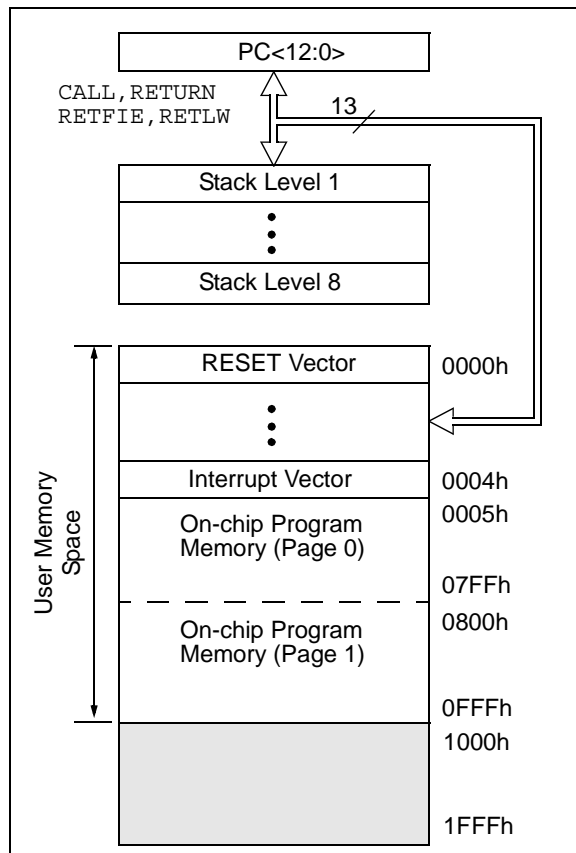 PC<12:0>
CALL,RETURN
RETFIE,RETLW
13
Stack Level 1
Stack Level 8
RESET Vector
0000h
Interrupt Vector
0004h
0005h
On-chip Program
Memory (Page 0)
07FFh
0800h
On-chip Program
Memory (Page 1)
0FFFh
1000h
1FFFh
User Memory
Space